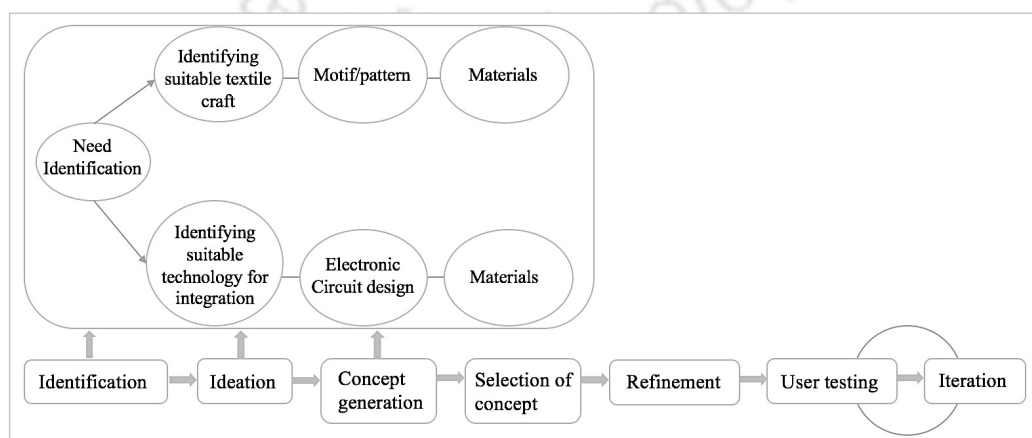 Identifying
suitable textile
craft
Motif/pattern
Materials
Need
Identification
Identifying
suitable
technology for
integration
Electronic
Circuit design
Materials
Identification
Ideation
Concept
generation
Selection of
concept
Refinement
User testing
Iteration